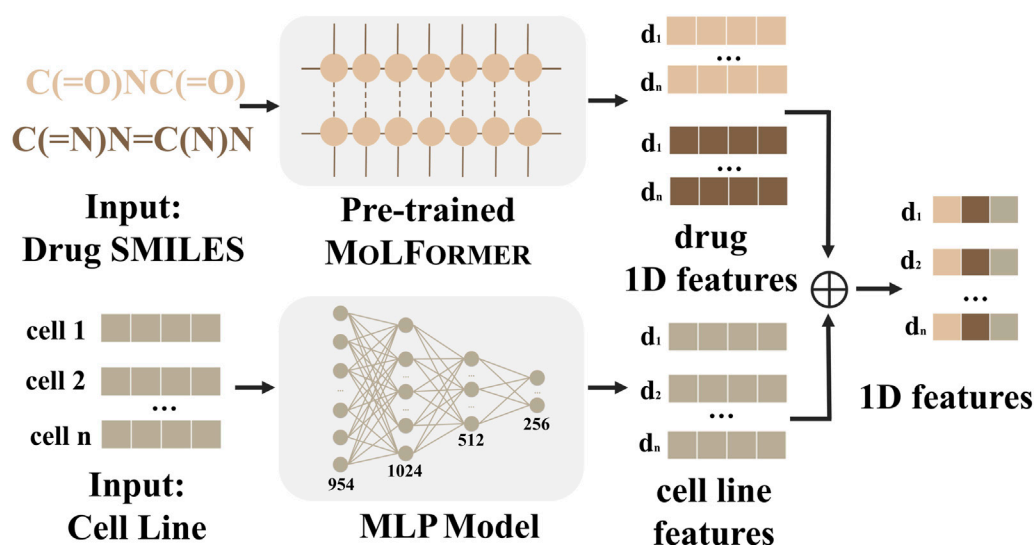 C(=O)NC(=O)
C(=N)N=C(N)N
Input:
Drug SMILES
Pre-trained
MOLFORMER
d1
...
dn
d1
...
dn
drug
1D features
cell 1
cell 2
...
cell n
Input:
Cell Line
...
...
...
...
...
...
954
1024
512
256
MLP Model
d1
d2
...
dn
cell line
features
d1
d2
...
dn
1D features